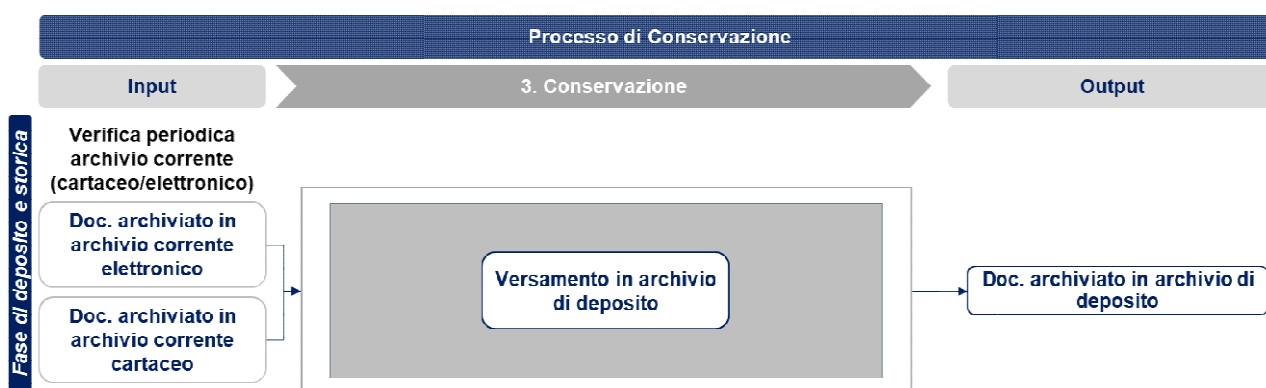 Processo di Conservazione
Input
3. Conservazione
Output
Fase di deposito e storica
Verifica periodica
archivio corrente
(cartaceo/elettronico)
Doc. archiviato in
archivio corrente
elettronico
Doc. archiviato in
archivio corrente
cartaceo
Versamento in archivio
di deposito
Doc. archiviato in archivio di
deposito